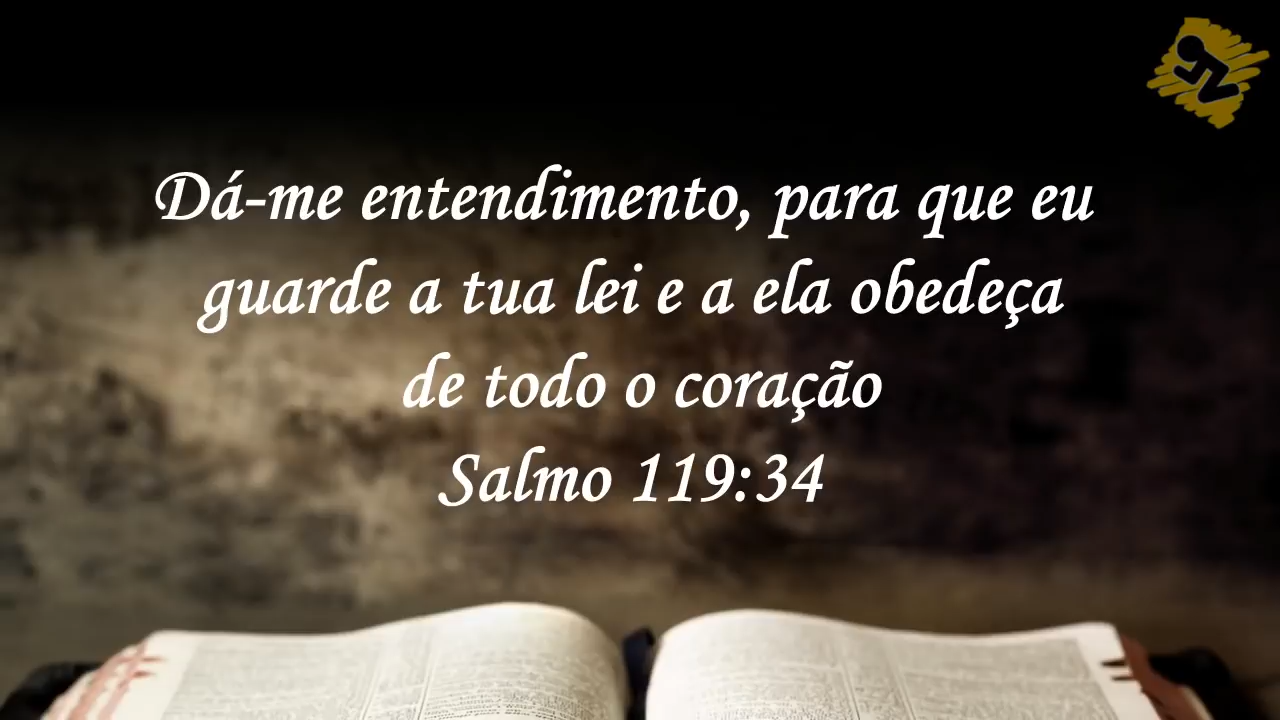 Dá-me entendimento, para que eu
guarde a tua lei e a ela obedeça
de todo o coração
Salmo 119:34